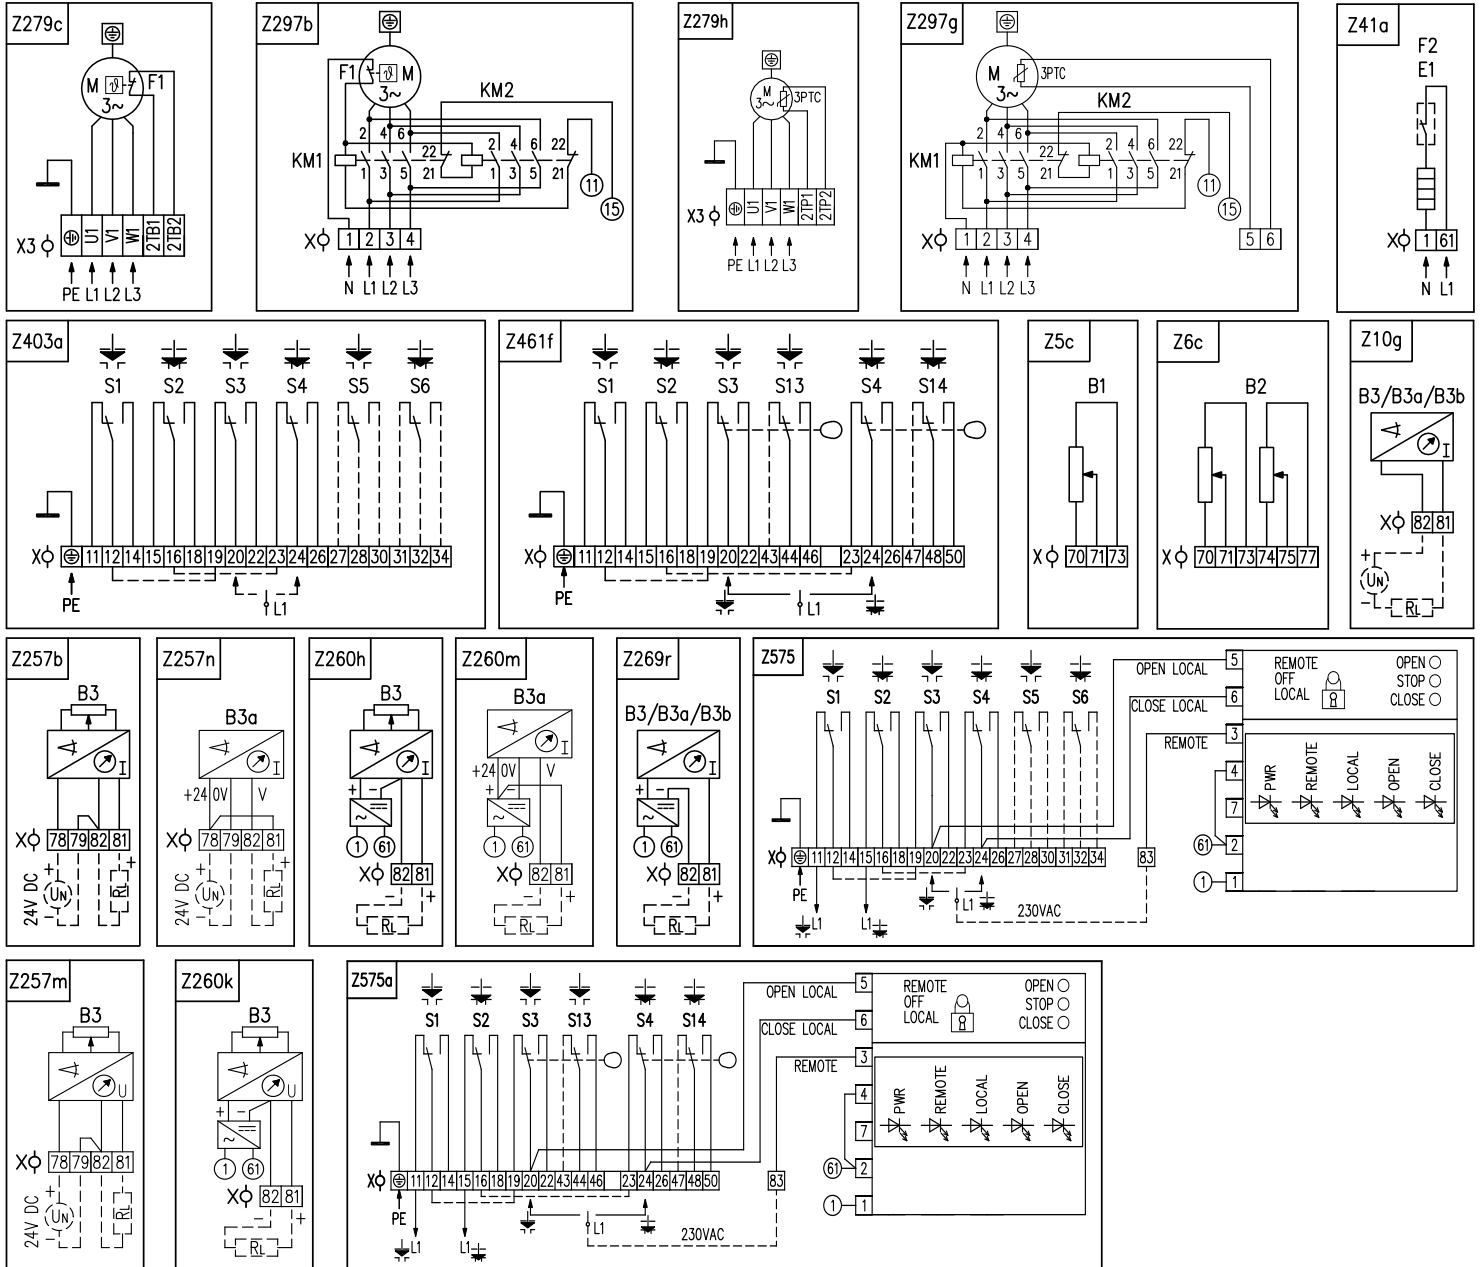 Z279c
M ϑ F1
3~
X3 U1 V1 W1 2TB1 2TB2
PE L1 L2 L3
Z297b
F1 ϑ M
3~
KM2
2 4 6 2 4 6 22
KM1 22
1 3 5 21 1 3 5 21
11
15
X 1 2 3 4
N L1 L2 L3
Z279h
M
3~ 3PTC
X3 U1 V1 W1 2TP1 2TP2
PE L1 L2 L3
Z297g
M 3PTC
3~
KM2
2 4 6 2 4 6 22
KM1 22
1 3 5 21 1 3 5 21
11
15
X 1 2 3 4 5 6
N L1 L2 L3
Z41a
F2
E1
X 1 61
N L1
Z403a
S1 S2 S3 S4 S5 S6
X 11 12 14 15 16 18 19 20 22 23 24 26 27 28 30 31 32 34
PE L1
Z461f
S1 S2 S3 S13 S4 S14
X 11 12 14 15 16 18 19 20 22 43 44 46 23 24 26 47 48 50
PE L1
Z5c
B1
X 70 71 73
Z6c
B2
X 70 71 73 74 75 77
Z10g
B3/B3a/B3b
I
X 82 81
+
UN
− RL
Z257b
B3
I
X 78 79 82 81
24V DC + UN − RL +
Z257n
B3a
I
+24 0V V
X 78 79 82 81
24V DC + UN − RL +
Z260h
B3
I
+ −
~
1 61
X 82 81
− +
RL
Z260m
B3a
I
+24 0V V
+ −
~
1 61
X 82 81
− +
RL
Z269r
B3/B3a/B3b
I
+ −
~
1 61
X 82 81
− +
RL
Z575
S1 S2 S3 S4 S5 S6
OPEN LOCAL 5
CLOSE LOCAL 6
REMOTE 3
4
7
61 2
1 1
REMOTE
OFF
LOCAL
OPEN
STOP
CLOSE
PWR REMOTE LOCAL OPEN CLOSE
X 11 12 14 15 16 18 19 20 22 23 24 26 27 28 30 31 32 34 83
PE
L1 L1 L1 230VAC
Z257m
B3
U
X 78 79 82 81
24V DC + UN − RL +
Z260k
B3
U
+ −
~
1 61
X 82 81
− +
RL
Z575a
S1 S2 S3 S13 S4 S14
OPEN LOCAL 5
CLOSE LOCAL 6
REMOTE 3
4
7
61 2
1 1
REMOTE
OFF
LOCAL
OPEN
STOP
CLOSE
PWR REMOTE LOCAL OPEN CLOSE
X 11 12 14 15 16 18 19 20 22 43 44 46 23 24 26 47 48 50 83
PE
L1 L1 L1 230VAC